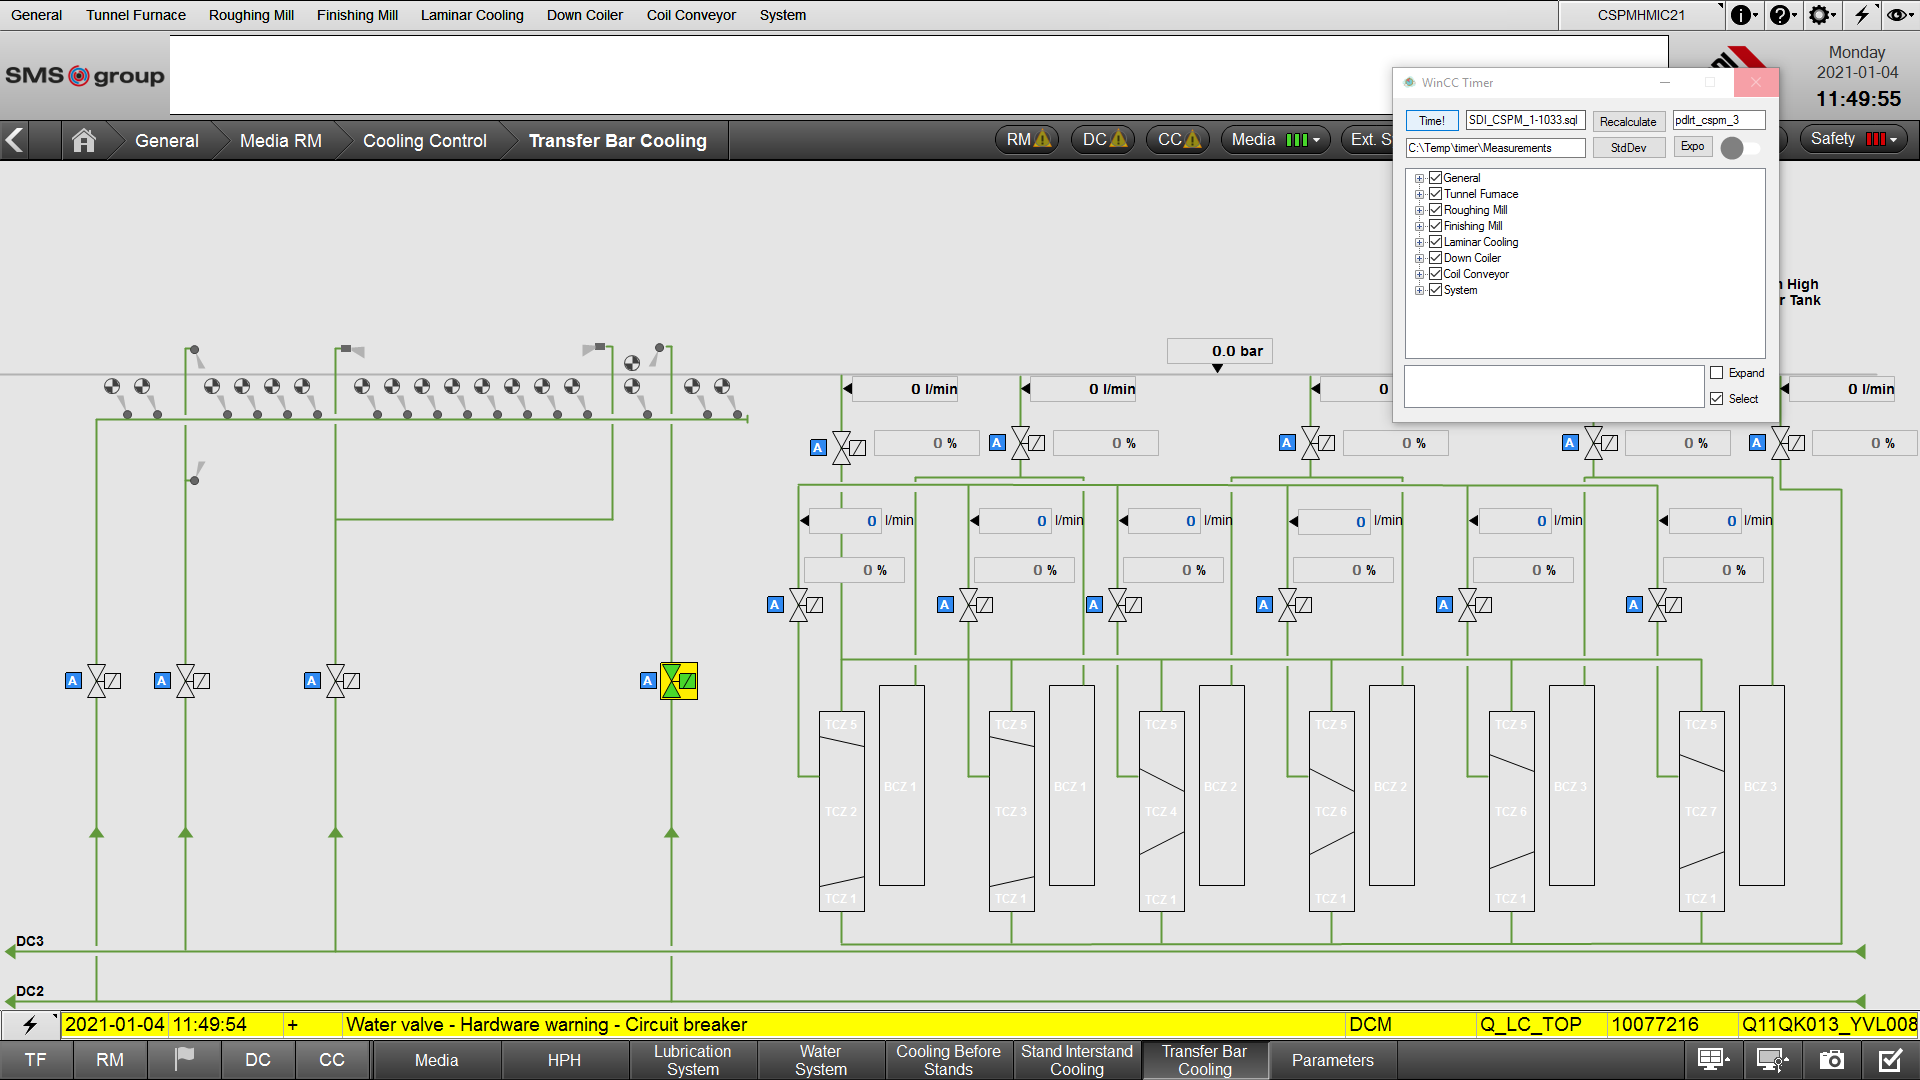 General Tunnel Furnace Roughing Mill Finishing Mill Laminar Cooling Down Coiler Coil Conveyor System CSPMHMIC21
SMS group
Monday
2021-01-04
11:49:55
General Media RM Cooling Control Transfer Bar Cooling
RM DC CC Media Ext. S Safety
WinCC Timer
Time! SDI_CSPM_1-1033.sql Recalculate pdlrt_cspm_3
C:\Temp\timer\Measurements StdDev Expo
General
Tunnel Furnace
Roughing Mill
Finishing Mill
Laminar Cooling
Down Coiler
Coil Conveyor
System
Expand
Select
High
Tank
0.0 bar
0 l/min 0 l/min 0 0 l/min
A 0 % A 0 % A 0 % A 0 % A 0 %
0 l/min 0 l/min 0 l/min 0 l/min 0 l/min 0 l/min
0 % 0 % 0 % 0 % 0 % 0 %
A A A A A A
A A A A
TCZ 5 TCZ 5 TCZ 5 TCZ 5 TCZ 5 TCZ 5
BCZ 1 BCZ 1 BCZ 2 BCZ 2 BCZ 3 BCZ 3
TCZ 2 TCZ 3 TCZ 4 TCZ 6 TCZ 6 TCZ 7
TCZ 1 TCZ 1 TCZ 1 TCZ 1 TCZ 1 TCZ 1
DC3
DC2
2021-01-04 11:49:54 + Water valve - Hardware warning - Circuit breaker DCM Q_LC_TOP 10077216 Q11QK013_YVL008
TF RM DC CC Media HPH Lubrication System Water System Cooling Before Stands Stand Interstand Cooling Transfer Bar Cooling Parameters